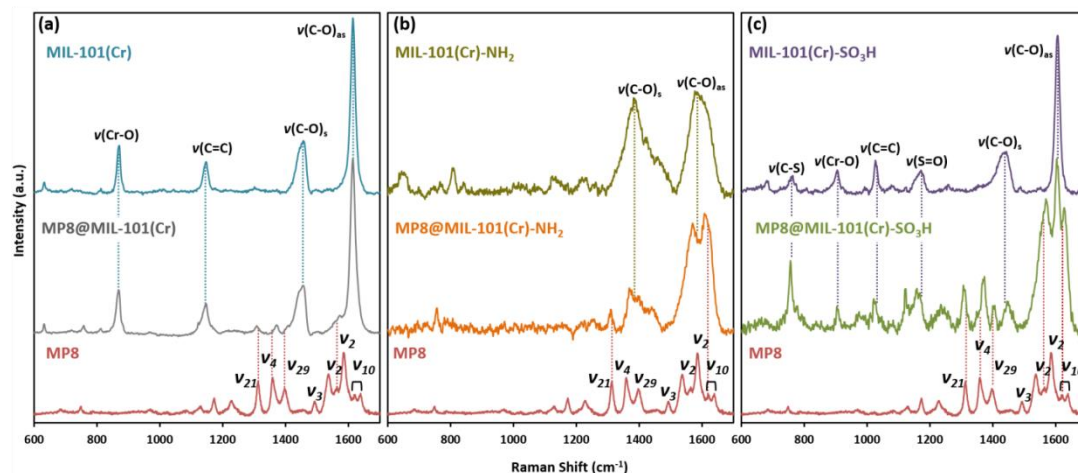 (a)
MIL-101(Cr)
ν(C-O)as
ν(Cr-O)
ν(C=C)
ν(C-O)s
MP8@MIL-101(Cr)
MP8
ν21
ν4
ν29
ν3
ν2
ν2
ν10
600 800 1000 1200 1400 1600
(b)
MIL-101(Cr)-NH2
ν(C-O)s
ν(C-O)as
MP8@MIL-101(Cr)-NH2
MP8
ν21
ν4
ν29
ν3
ν2
ν2
ν10
600 800 1000 1200 1400 1600
(c)
MIL-101(Cr)-SO3H
ν(C-O)as
ν(C-S)
ν(Cr-O)
ν(C=C)
ν(S=O)
ν(C-O)s
MP8@MIL-101(Cr)-SO3H
MP8
ν21
ν4
ν29
ν3
ν2
ν2
ν10
600 800 1000 1200 1400 1600
Intensity (a.u.)
Raman Shift (cm-1)